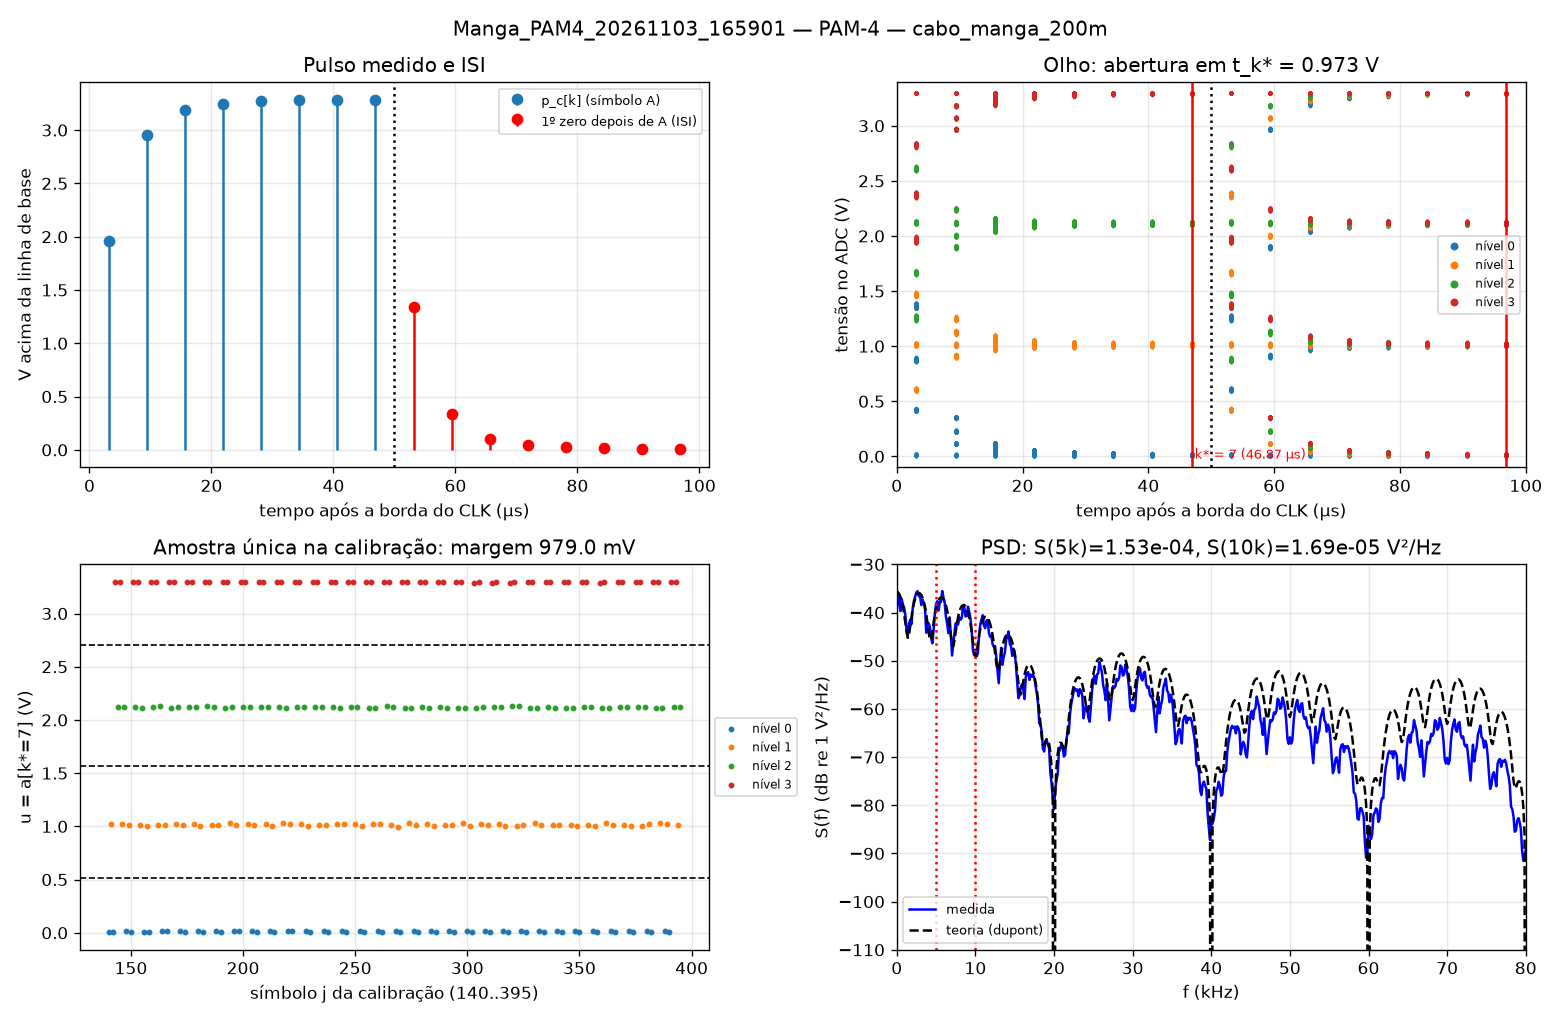 Manga_PAM4_20261103_165901 — PAM-4 — cabo_manga_200m
Pulso medido e ISI
V acima da linha de base
3.0
2.5
2.0
1.5
1.0
0.5
0.0
p_c[k] (símbolo A)
1º zero depois de A (ISI)
0 20 40 60 80 100
tempo após a borda do CLK (µs)
Olho: abertura em t_k* = 0.973 V
tensão no ADC (V)
3.0
2.5
2.0
1.5
1.0
0.5
0.0
nível 0
nível 1
nível 2
nível 3
k* = 7 (46.87 µs)
0 20 40 60 80 100
tempo após a borda do CLK (µs)
Amostra única na calibração: margem 979.0 mV
u = a[k*=7] (V)
3.0
2.5
2.0
1.5
1.0
0.5
0.0
nível 0
nível 1
nível 2
nível 3
150 200 250 300 350 400
símbolo j da calibração (140..395)
PSD: S(5k)=1.53e-04, S(10k)=1.69e-05 V²/Hz
S(f) (dB re 1 V²/Hz)
−30
−40
−50
−60
−70
−80
−90
−100
−110
medida
teoria (dupont)
0 10 20 30 40 50 60 70 80
f (kHz)